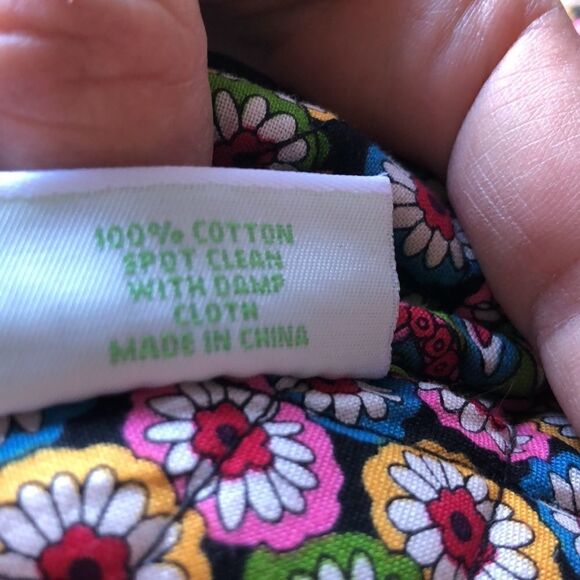 100% COTTON
SPOT CLEAN
WITH DAMP
CLOTH
MADE IN CHINA